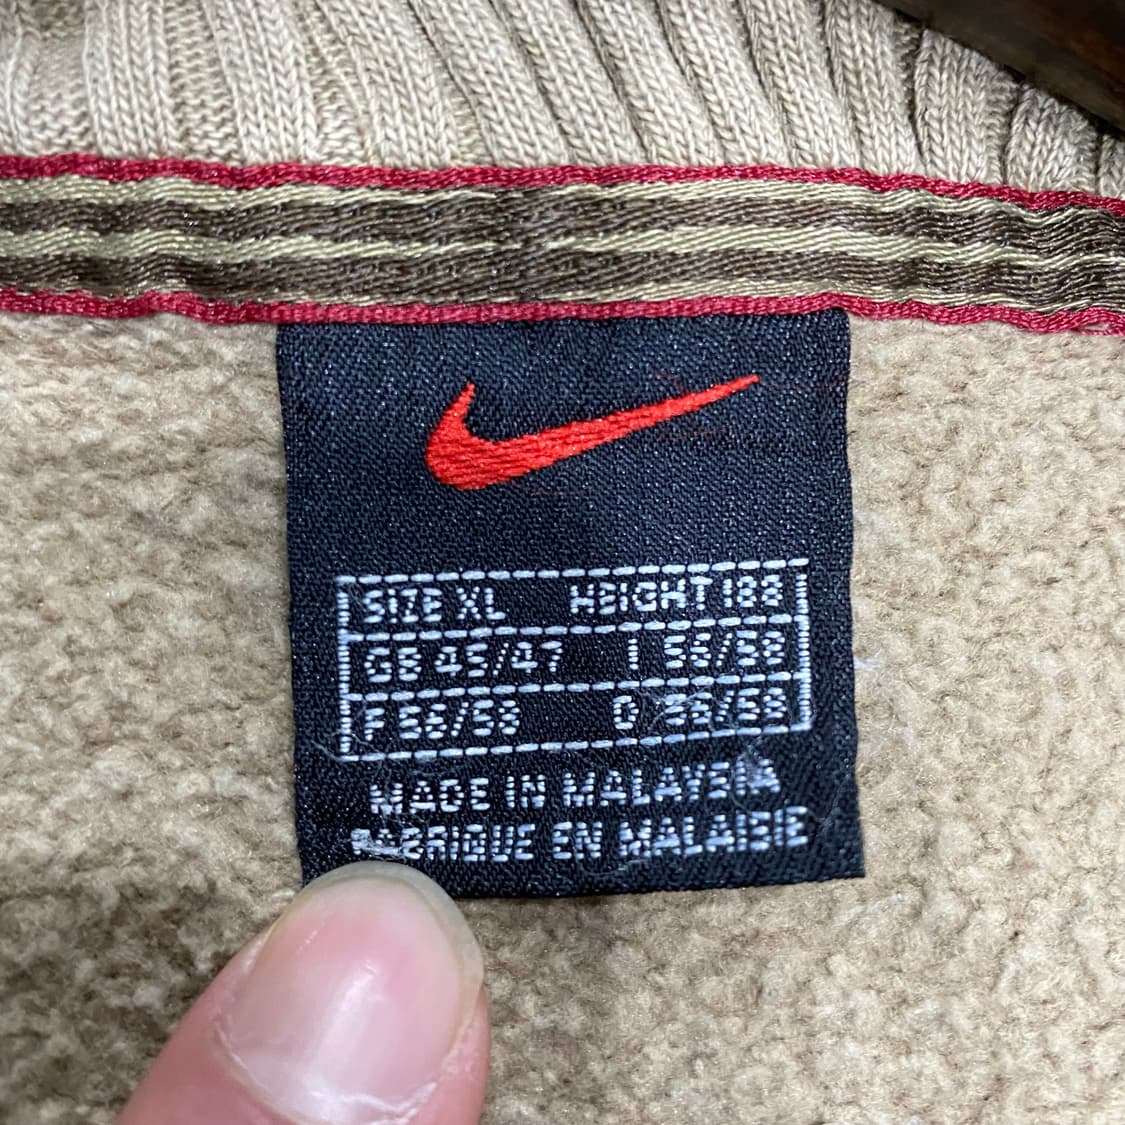 SIZE XL HEIGHT 188
GB 45/47 I 56/58
F 56/58 D 56/58
MADE IN MALAYSIA
FABRIQUE EN MALAISIE